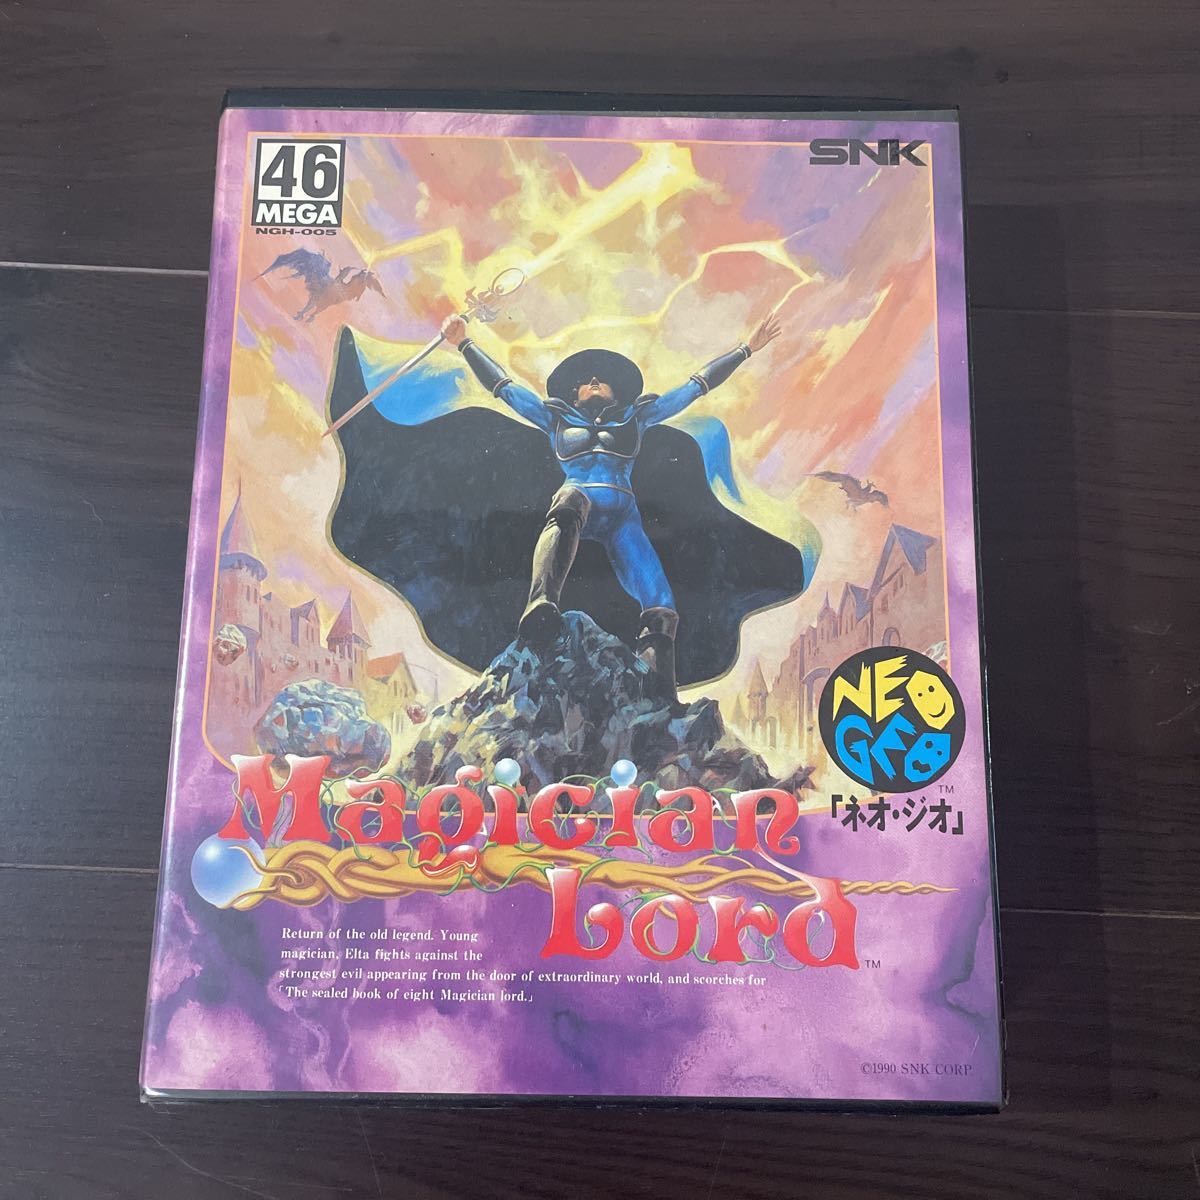 46
MEGA
NGH-005
SNK
NEO
GEO
TM
「ネオ・ジオ」
Magician
Lord
TM
Return of the old legend. Young
magician, Elta fights against the
strongest evil appearing from the door of extraordinary world, and scorches for
「The sealed book of eight Magician lord.」
©1990 SNK CORP.